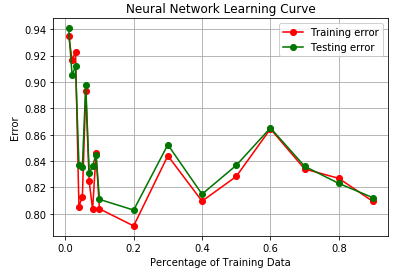 Neural Network Learning Curve
Training error
Testing error
0.94
0.92
0.90
0.88
0.86
0.84
0.82
0.80
Error
0.0
0.2
0.4
0.6
0.8
Percentage of Training Data